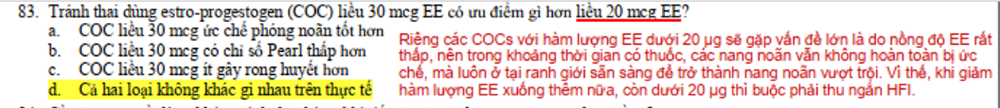 83. Tránh thai dùng estro-progestogen (COC) liều 30 mcg EE có ưu điểm gì hơn liều 20 mcg EE?
a. COC liều 30 mcg ức chế phóng noãn tốt hơn
b. COC liều 30 mcg có chỉ số Pearl thấp hơn
c. COC liều 30 mcg ít gây rong huyết hơn
d. Cả hai loại không khác gì nhau trên thực tế
Riêng các COCs với hàm lượng EE dưới 20 µg sẽ gặp vấn đề lớn là do nồng độ EE rất
thấp, nên trong khoảng thời gian có thuốc, các nang noãn vẫn không hoàn toàn bị ức
chế, mà luôn ở tại ranh giới sẵn sàng để trở thành nang noãn vượt trội. Vì thế, khi giảm
hàm lượng EE xuống thêm nữa, còn dưới 20 µg thì buộc phải thu ngắn HFI.